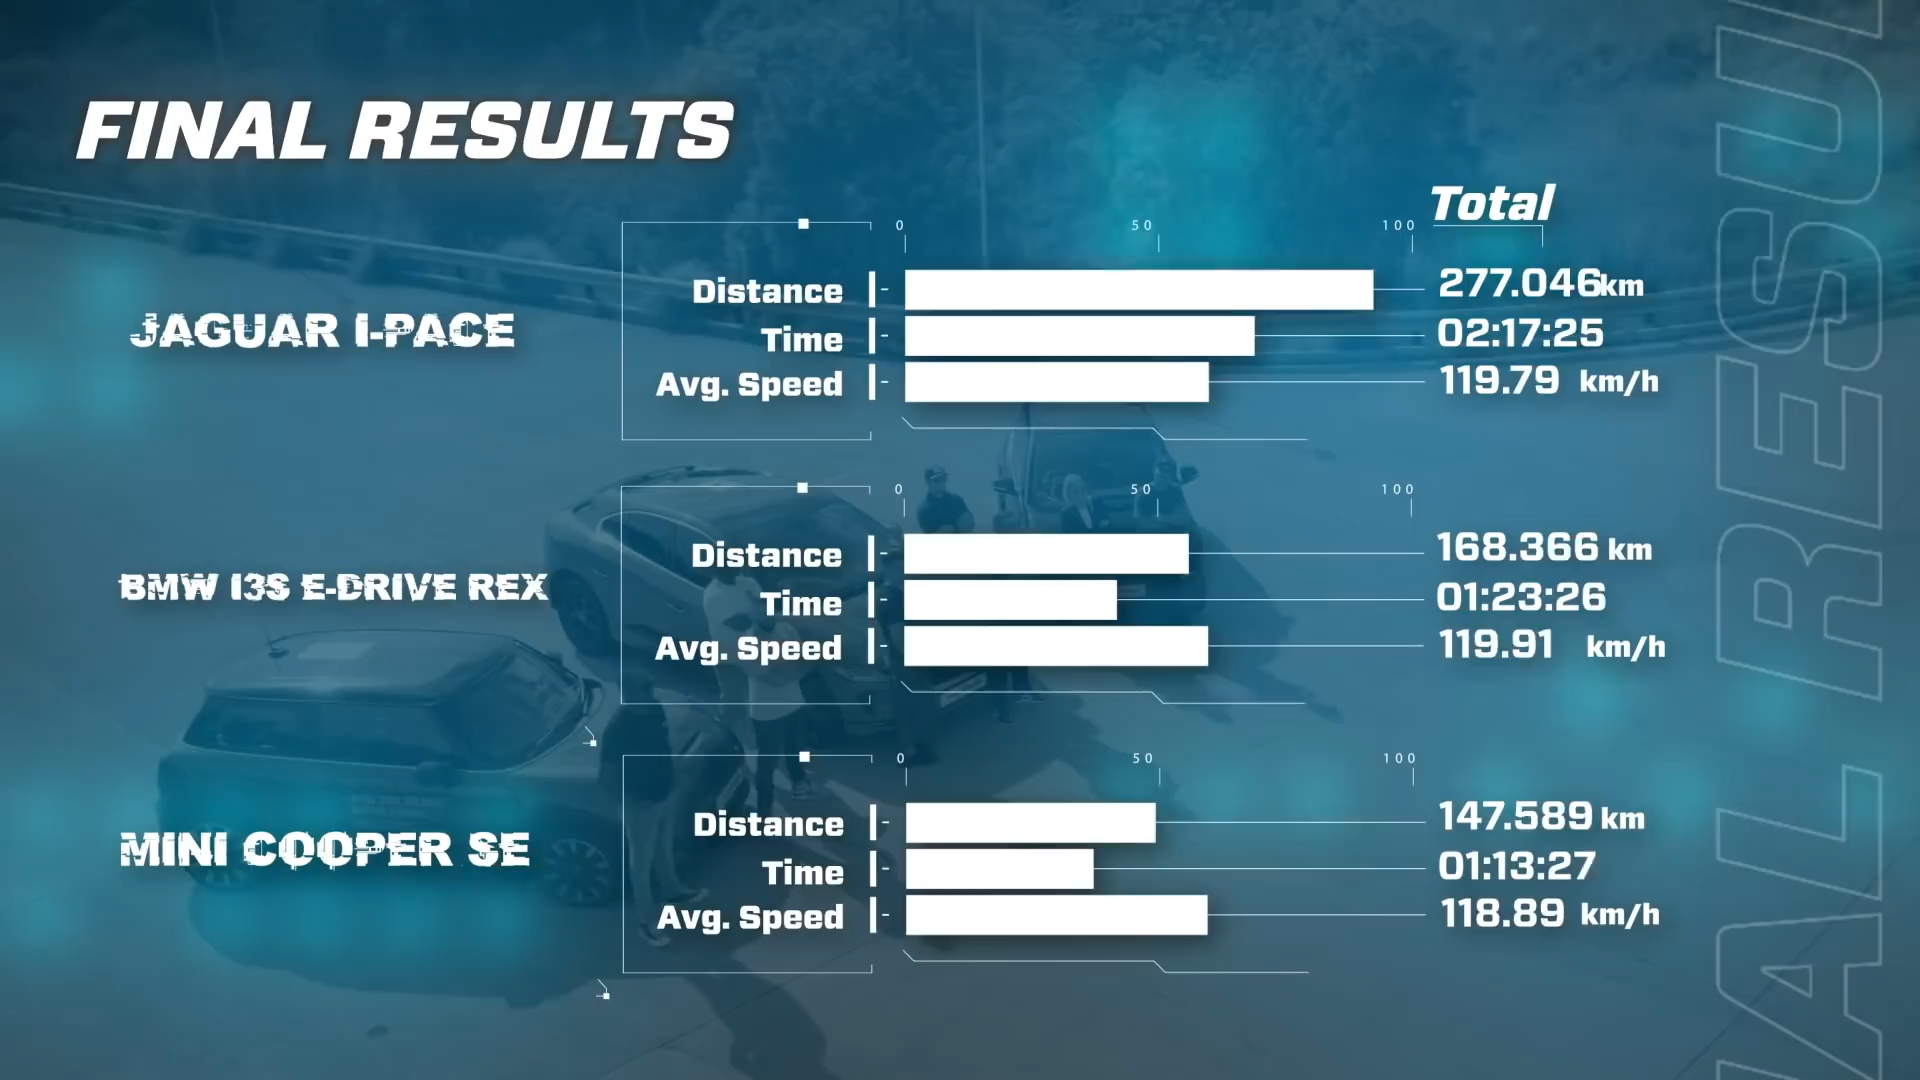 FINAL RESULTS
Total
JAGUAR I-PACE
0 50 100
Distance 277.046km
Time 02:17:25
Avg. Speed 119.79 km/h
BMW I3S E-DRIVE REX
0 50 100
Distance 168.366 km
Time 01:23:26
Avg. Speed 119.91 km/h
MINI COOPER SE
0 50 100
Distance 147.589 km
Time 01:13:27
Avg. Speed 118.89 km/h
AL RESU